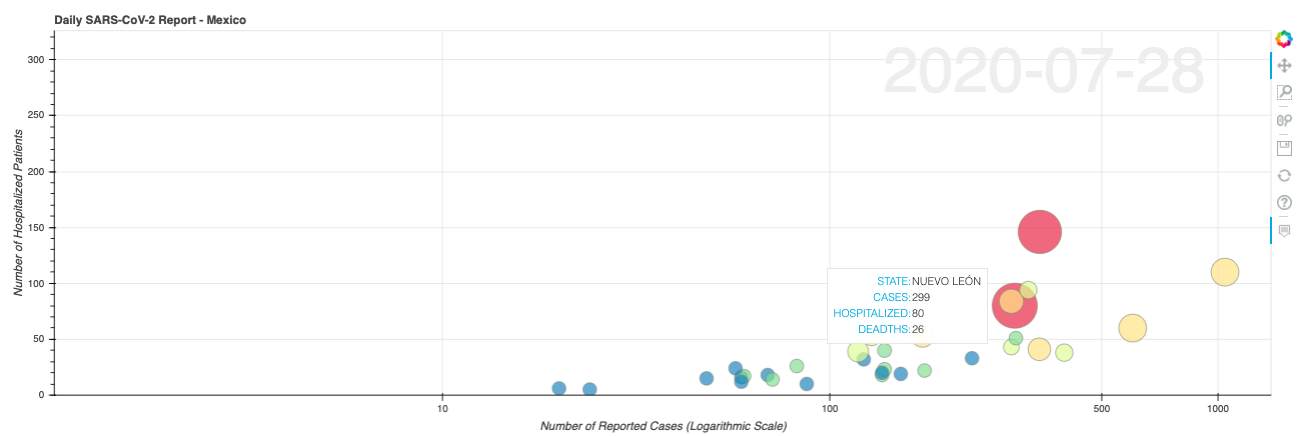 Daily SARS-CoV-2 Report - Mexico
2020-07-28
300
250
200
150
100
50
0
Number of Hospitalized Patients
STATE: NUEVO LEÓN
CASES: 299
HOSPITALIZED: 80
DEADTHS: 26
10
100
500
1000
Number of Reported Cases (Logarithmic Scale)